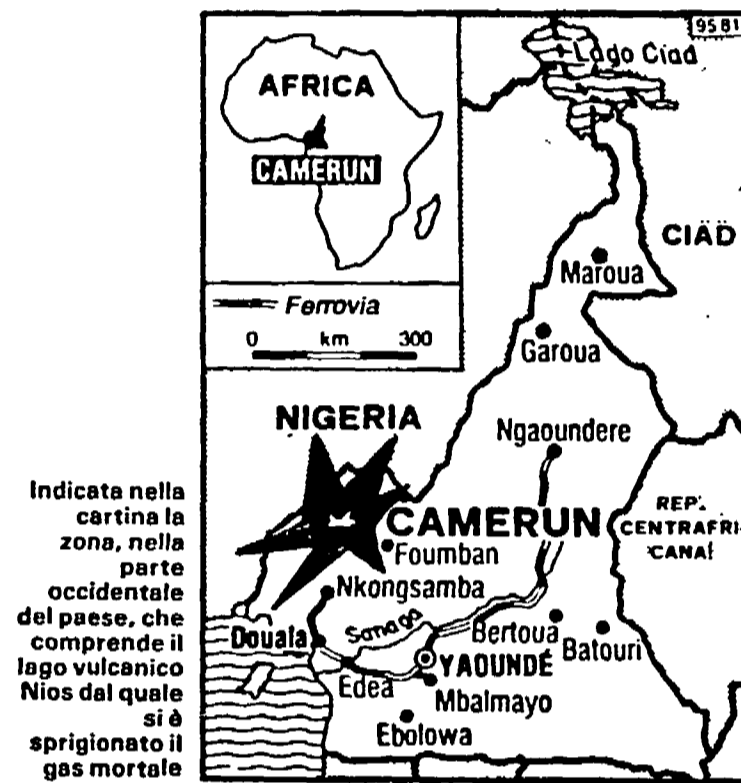 9581
Lago Ciad
AFRICA
CAMERUN
CIÄD
Maroua
Ferrovia
0 km 300
Garoua
NIGERIA
Ngaoundere
CAMERUN
REP.
CENTRAFRI-
CANA
Foumban
Nkongsamba
Sanaga
Douala
Bertoua
Batouri
YAOUNDÉ
Edea
Mbalmayo
Ebolowa
Indicata nella
cartina la
zona, nella
parte
occidentale
del paese, che
comprende il
lago vulcanico
Nios dal quale
si è
sprigionato il
gas mortale